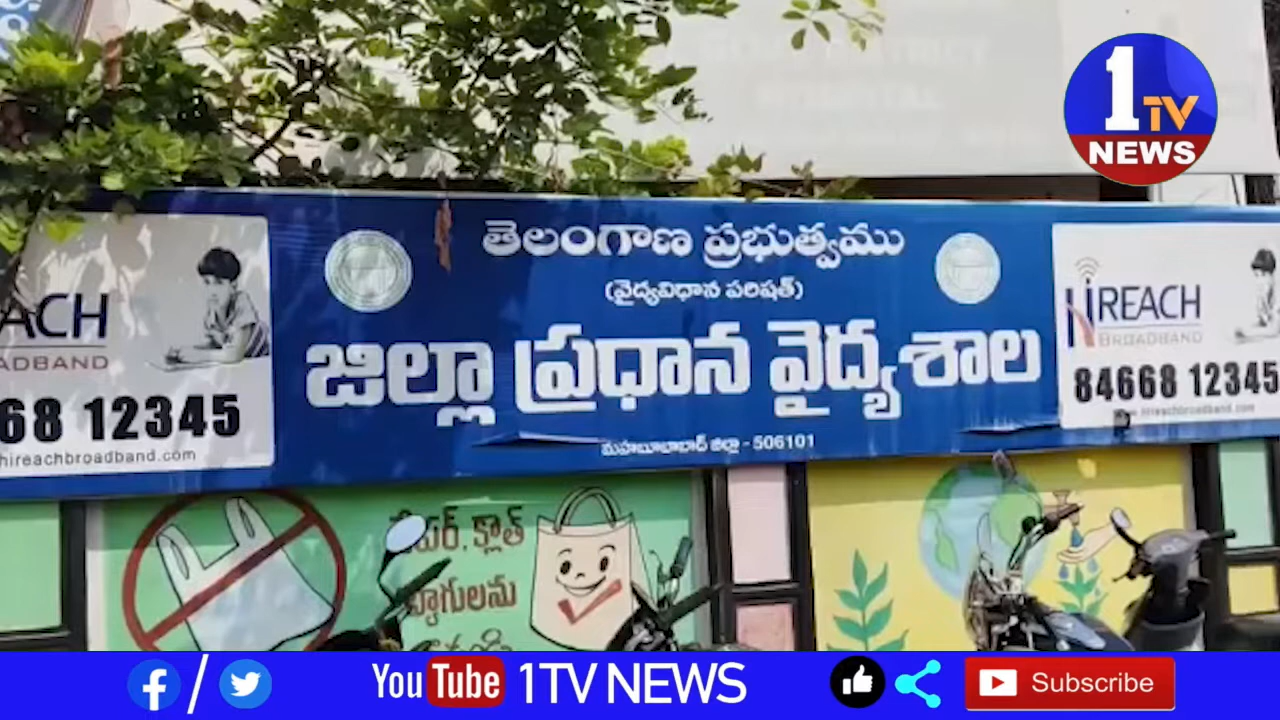 1TV
NEWS
తెలంగాణ ప్రభుత్వము
(వైద్యవిధాన పరిషత్)
జిల్లా ప్రధాన వైద్యశాల
మహబూబాబాద్ జిల్లా - 506101
ACH
ADBAND
68 12345
hireachbroadband.com
HIREACH
BROADBAND
84668 12345
www.hireachbroadband.com
క్లాత్
బ్యాగులను
YouTube 1TV NEWS
Subscribe